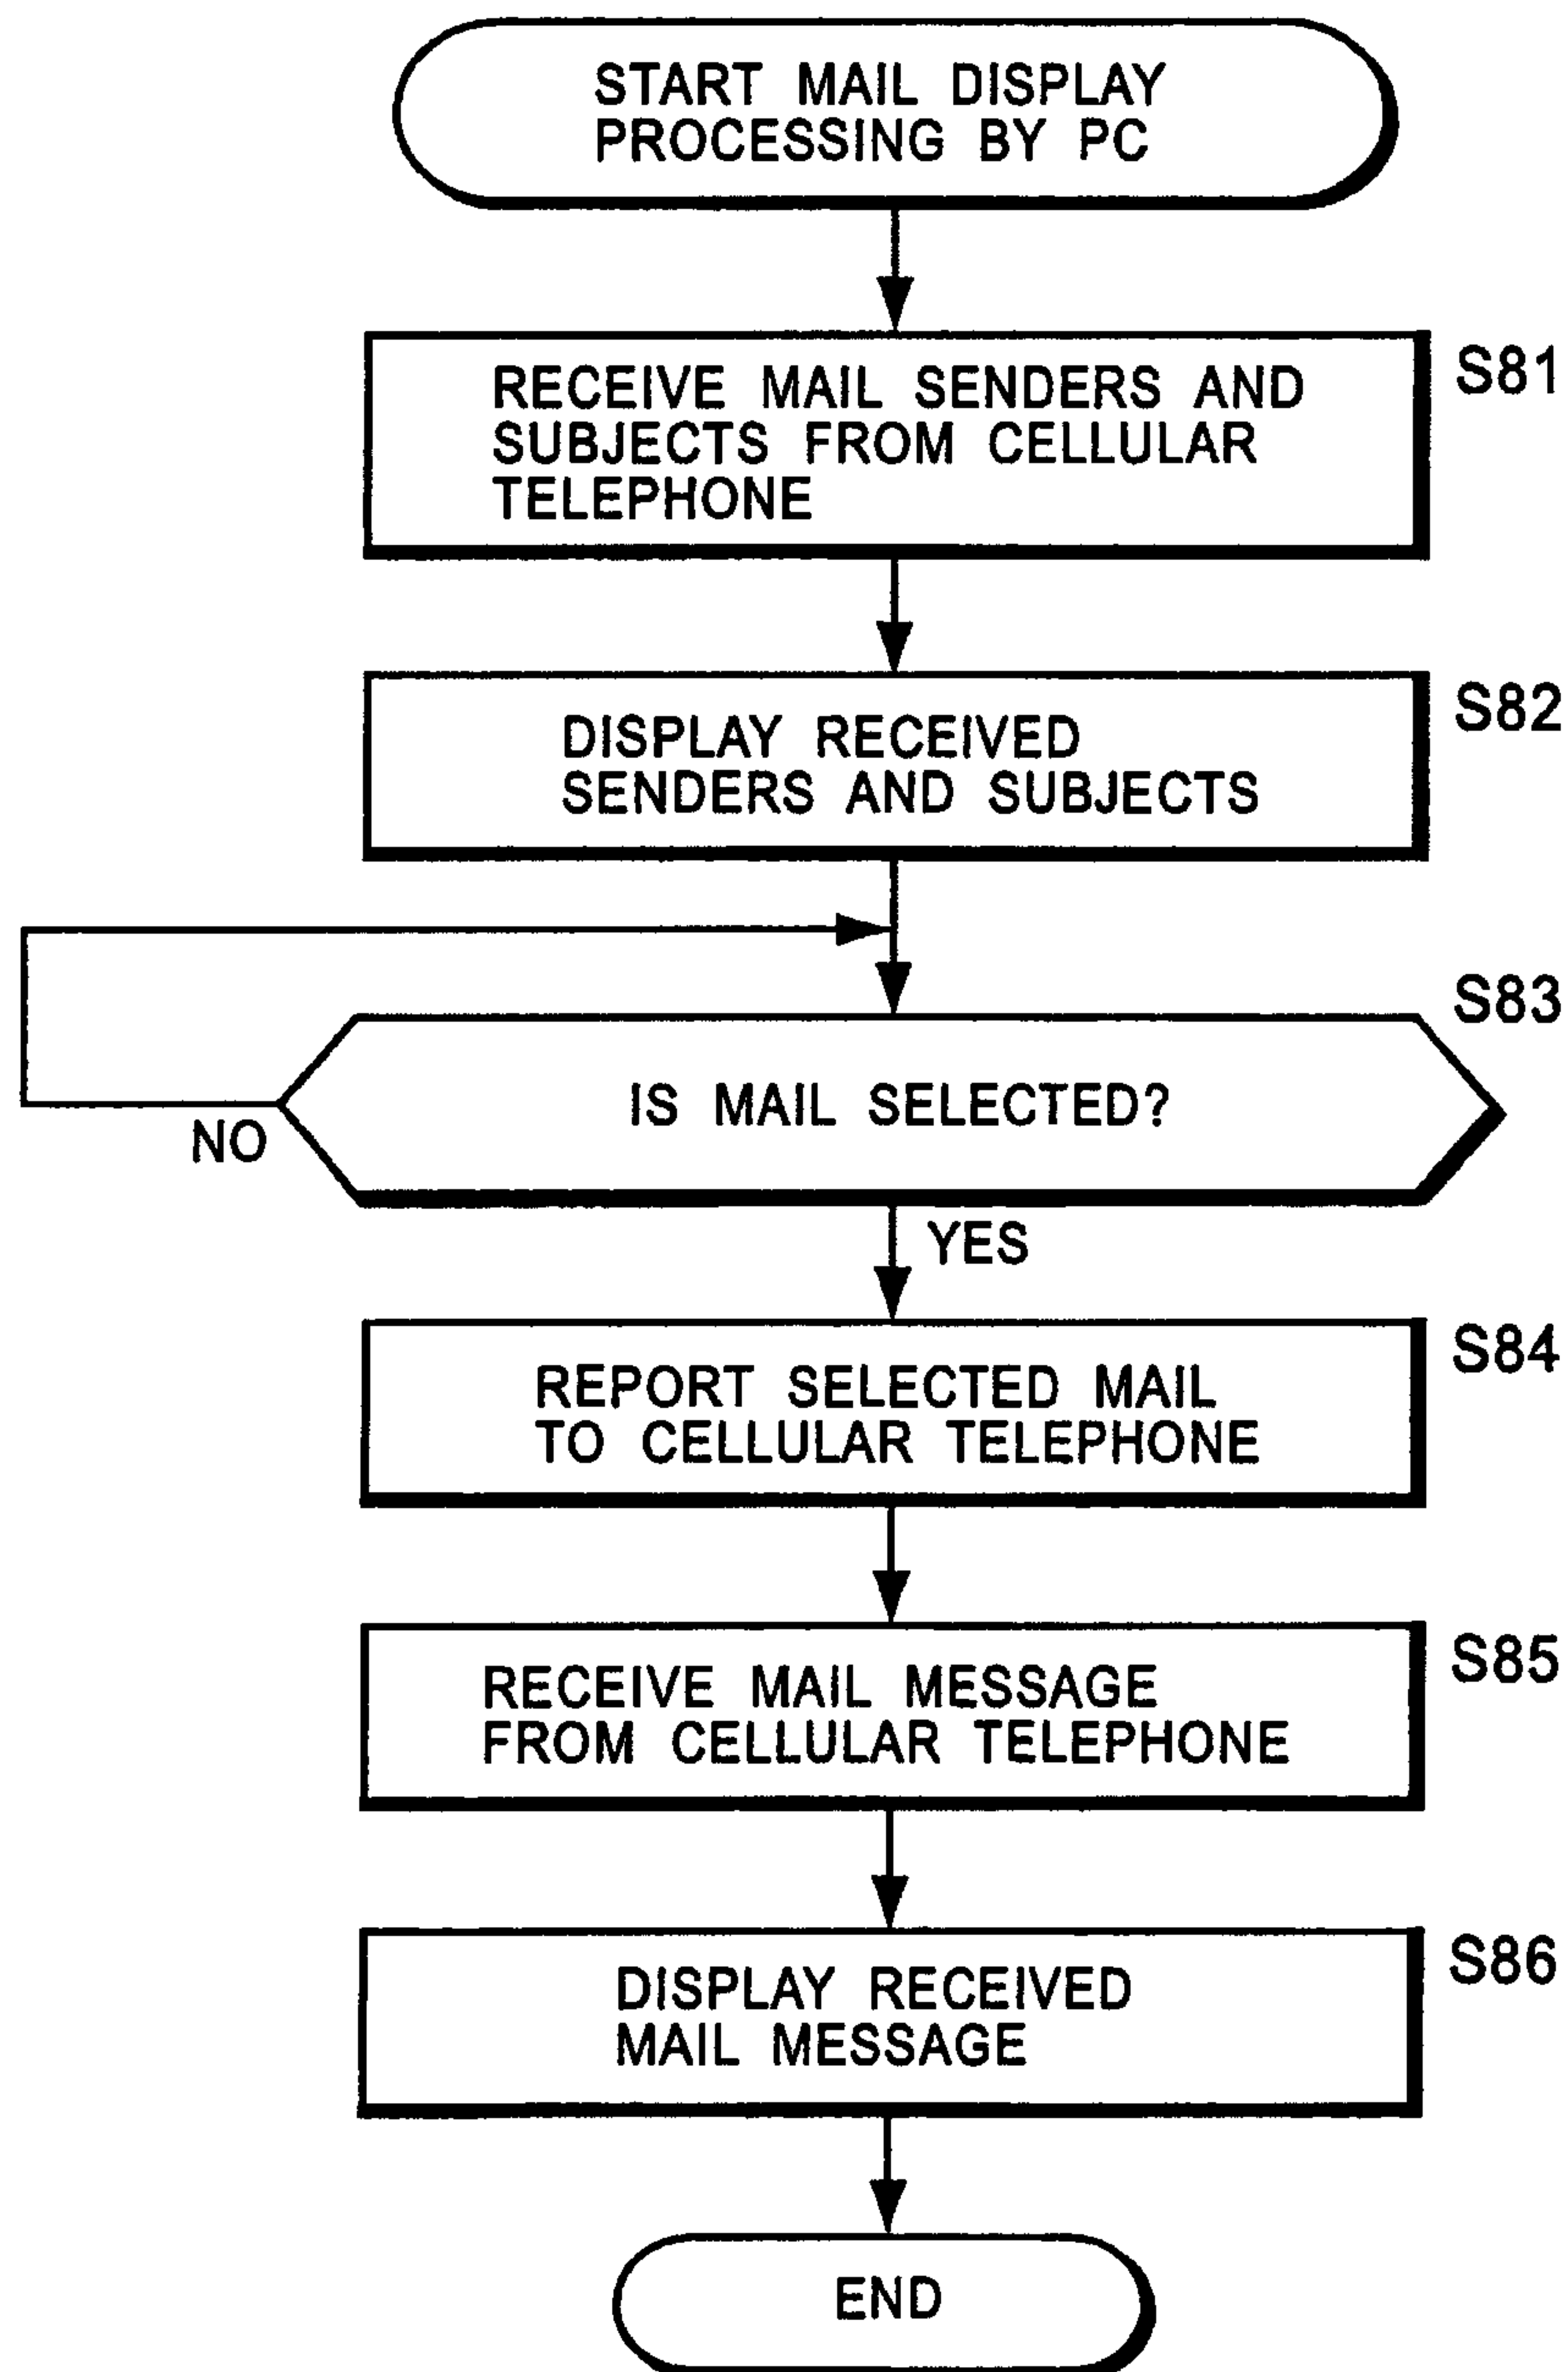 START MAIL DISPLAY
PROCESSING BY PC
RECEIVE MAIL SENDERS AND
SUBJECTS FROM CELLULAR
TELEPHONE
S81
DISPLAY RECEIVED
SENDERS AND SUBJECTS
S82
IS MAIL SELECTED?
S83
NO
YES
REPORT SELECTED MAIL
TO CELLULAR TELEPHONE
S84
RECEIVE MAIL MESSAGE
FROM CELLULAR TELEPHONE
S85
DISPLAY RECEIVED
MAIL MESSAGE
S86
END